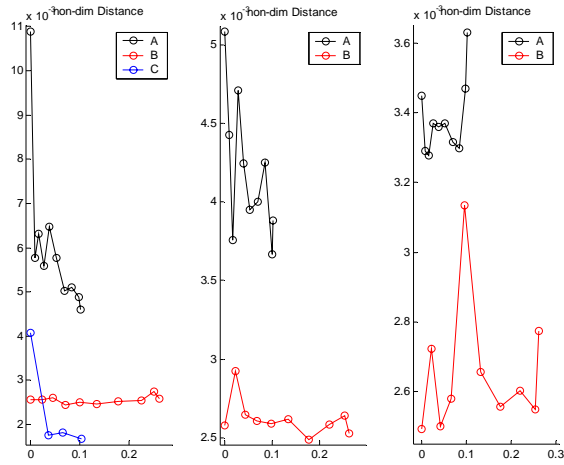 x 10⁻³ non-dim Distance
11
10
9
8
7
6
5
4
3
2
0 0.1 0.2
A
B
C
x 10⁻³ non-dim Distance
5
4.5
4
3.5
3
2.5
0 0.1 0.2
A
B
x 10⁻³ non-dim Distance
3.6
3.4
3.2
3
2.8
2.6
0 0.1 0.2 0.3
A
B